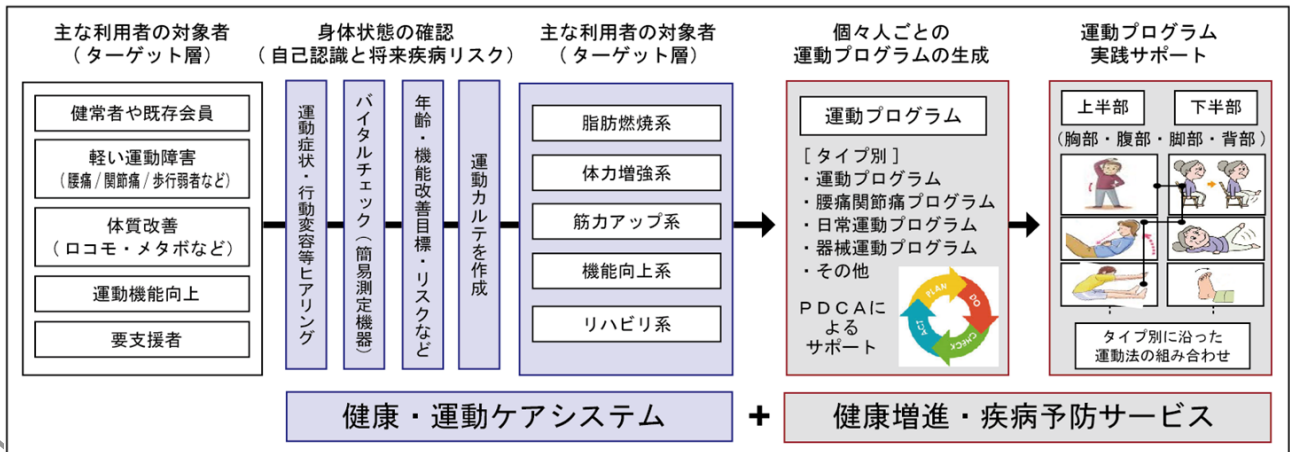 主な利用者の対象者
（ターゲット層）
健常者や既存会員
軽い運動障害
（腰痛/関節痛/歩行弱者など）
体質改善
（ロコモ・メタボなど）
運動機能向上
要支援者
身体状態の確認
（自己認識と将来疾病リスク）
運動症状・行動変容等ヒアリング
バイタルチェック（簡易測定機器）
年齢・機能改善目標・リスクなど
運動カルテを作成
主な利用者の対象者
（ターゲット層）
脂肪燃焼系
体力増強系
筋力アップ系
機能向上系
リハビリ系
個々人ごとの
運動プログラムの生成
運動プログラム
［タイプ別］
・運動プログラム
・腰痛関節痛プログラム
・日常運動プログラム
・器械運動プログラム
・その他
ＰＤＣＡに
よる
サポート
PLAN
DO
CHECK
ACT
運動プログラム
実践サポート
上半部
下半部
（胸部・腹部・脚部・背部）
タイプ別に沿った
運動法の組み合わせ
健康・運動ケアシステム
+
健康増進・疾病予防サービス